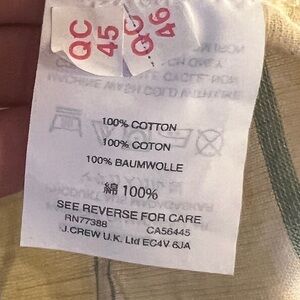 QC
45
QC
46
100% COTTON
100% COTON
100% BAUMWOLLE
綿 100%
SEE REVERSE FOR CARE
RN77388 CA56445
J.CREW U.K. Ltd EC4V 6JA